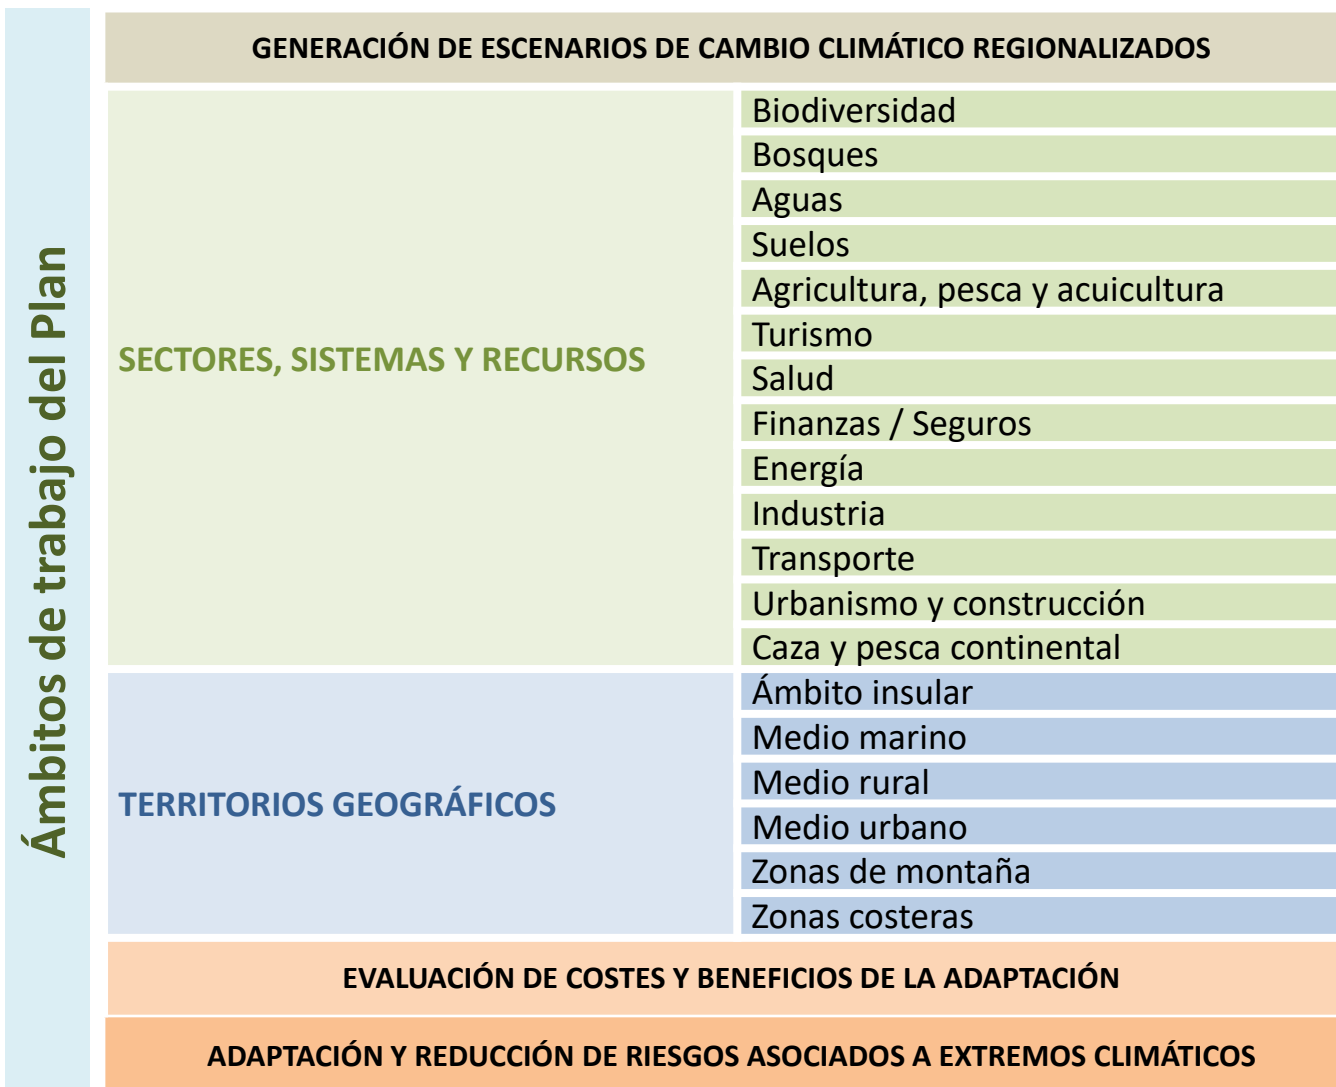 Ámbitos de trabajo del Plan
GENERACIÓN DE ESCENARIOS DE CAMBIO CLIMÁTICO REGIONALIZADOS
SECTORES, SISTEMAS Y RECURSOS
Biodiversidad
Bosques
Aguas
Suelos
Agricultura, pesca y acuicultura
Turismo
Salud
Finanzas / Seguros
Energía
Industria
Transporte
Urbanismo y construcción
Caza y pesca continental
TERRITORIOS GEOGRÁFICOS
Ámbito insular
Medio marino
Medio rural
Medio urbano
Zonas de montaña
Zonas costeras
EVALUACIÓN DE COSTES Y BENEFICIOS DE LA ADAPTACIÓN
ADAPTACIÓN Y REDUCCIÓN DE RIESGOS ASOCIADOS A EXTREMOS CLIMÁTICOS